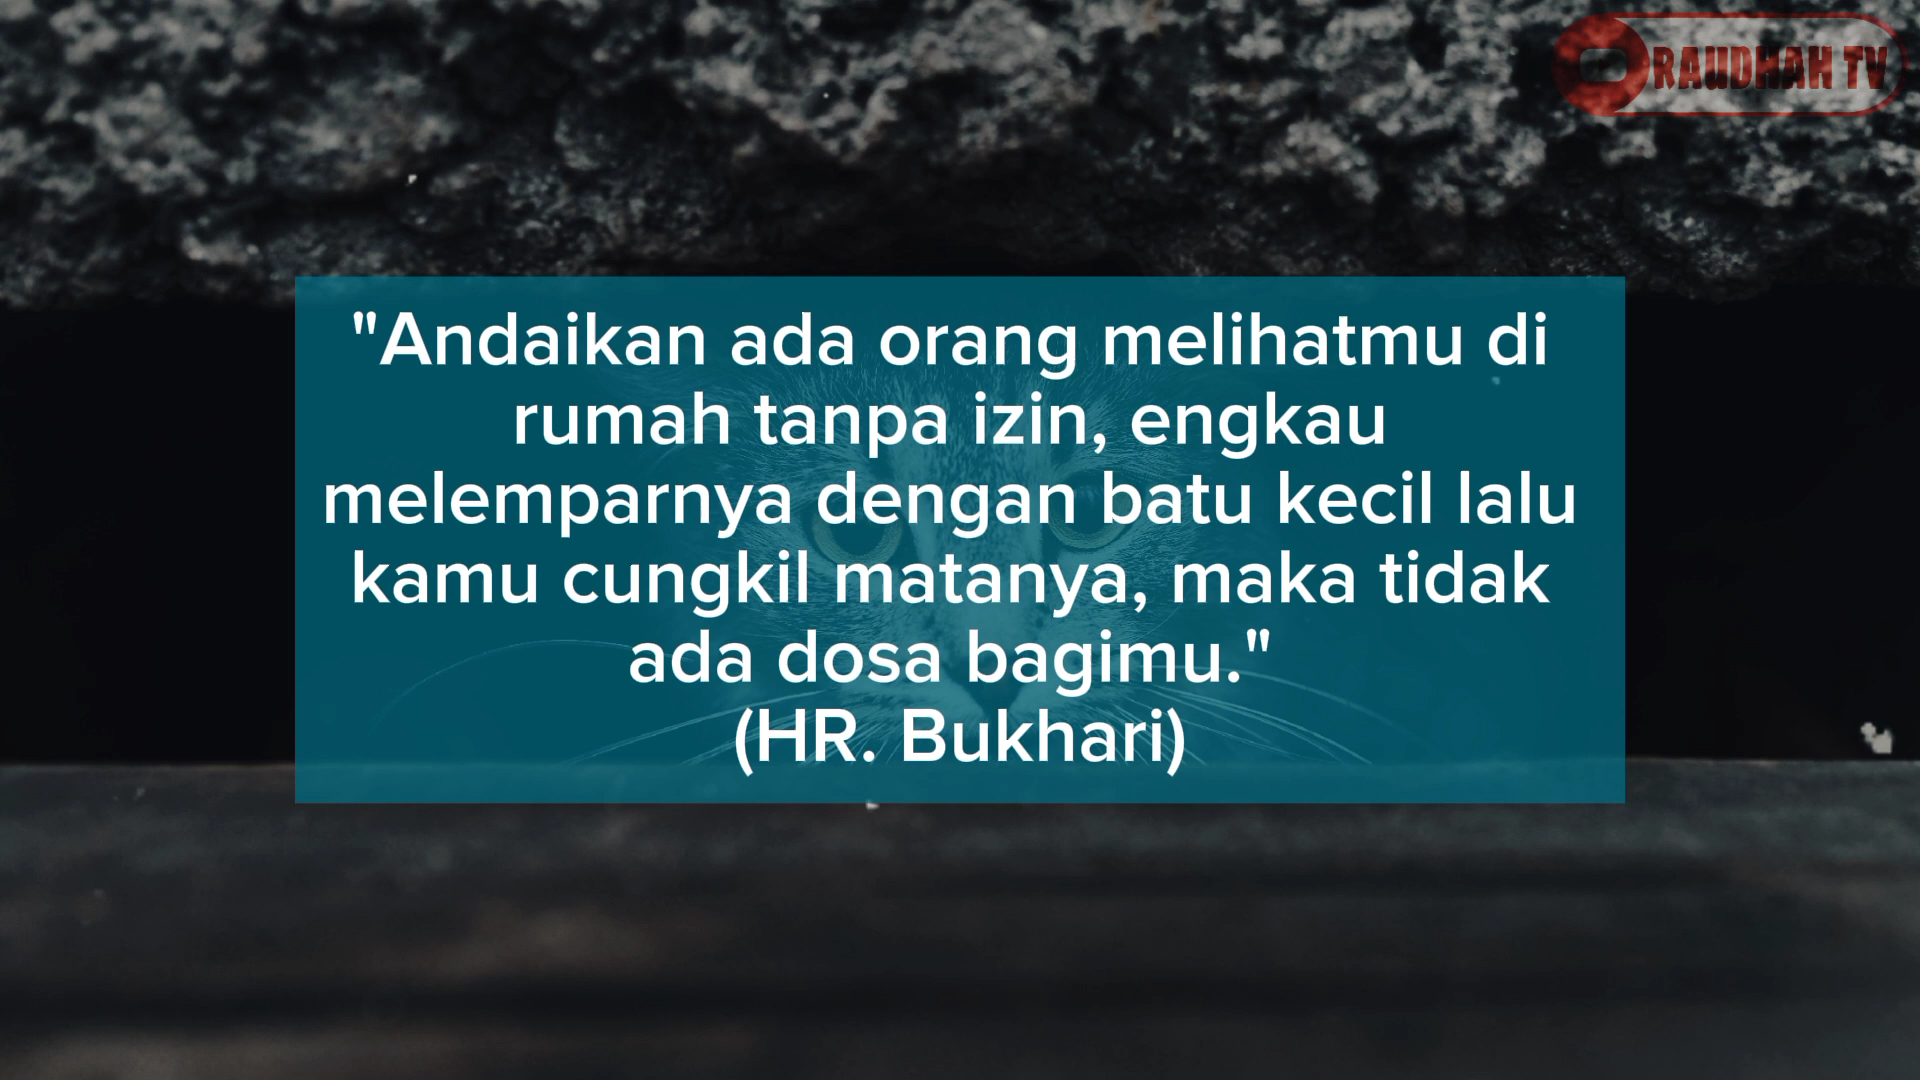 RAUDHAH TV
"Andaikan ada orang melihatmu di
rumah tanpa izin, engkau
melemparnya dengan batu kecil lalu
kamu cungkil matanya, maka tidak
ada dosa bagimu."
(HR. Bukhari)